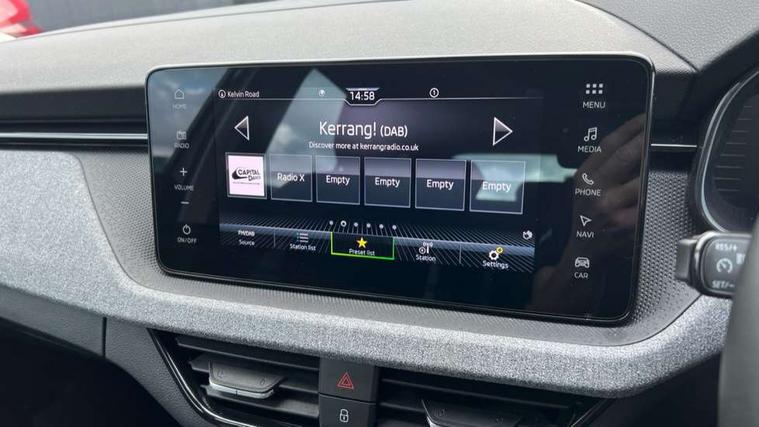 Kelvin Road
14:58
HOME
RADIO
VOLUME
+
-
ON/OFF
MENU
MEDIA
PHONE
NAVI
CAR
Kerrang! (DAB)
Discover more at kerrangradio.co.uk
CAPITAL
DANCE
Radio X
Empty
Empty
Empty
Empty
FM/DAB
Source
Station list
Preset list
Station
Settings
RES/+
SET/-